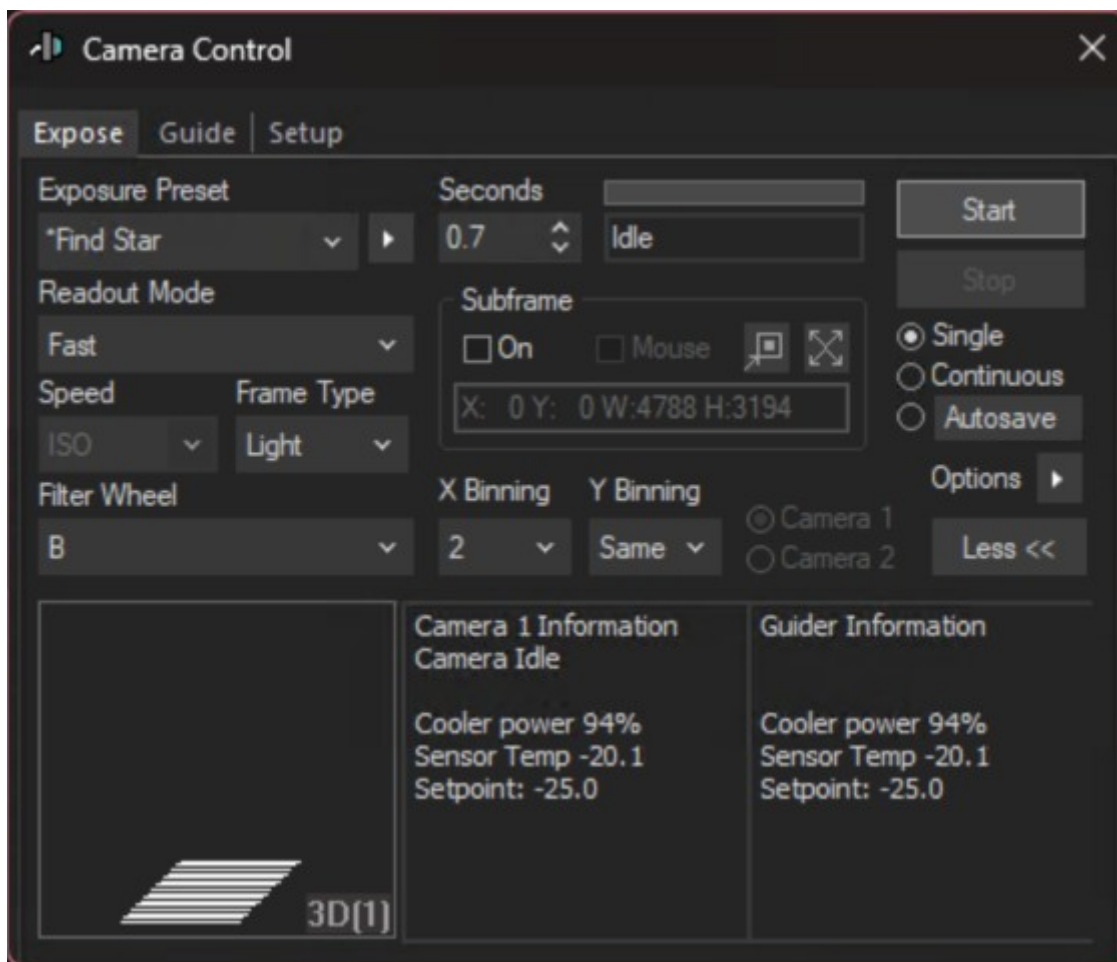 Camera Control
Expose Guide Setup
Exposure Preset
*Find Star
Seconds
0.7
Idle
Start
Stop
Readout Mode
Fast
Subframe
On Mouse
X: 0 Y: 0 W:4788 H:3194
Single
Continuous
Autosave
Speed Frame Type
ISO Light
Filter Wheel
B
X Binning Y Binning
2 Same
Camera 1
Camera 2
Options
Less <<
3D(1)
Camera 1 Information
Camera Idle
Cooler power 94%
Sensor Temp -20.1
Setpoint: -25.0
Guider Information
Cooler power 94%
Sensor Temp -20.1
Setpoint: -25.0